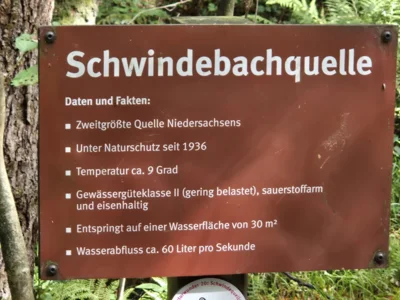 Schwindebachquelle
Daten und Fakten:
▪ Zweitgrößte Quelle Niedersachsens
▪ Unter Naturschutz seit 1936
▪ Temperatur ca. 9 Grad
▪ Gewässergüteklasse II (gering belastet), sauerstoffarm
und eisenhaltig
▪ Entspringt auf einer Wasserfläche von 30 m²
▪ Wasserabfluss ca. 60 Liter pro Sekunde